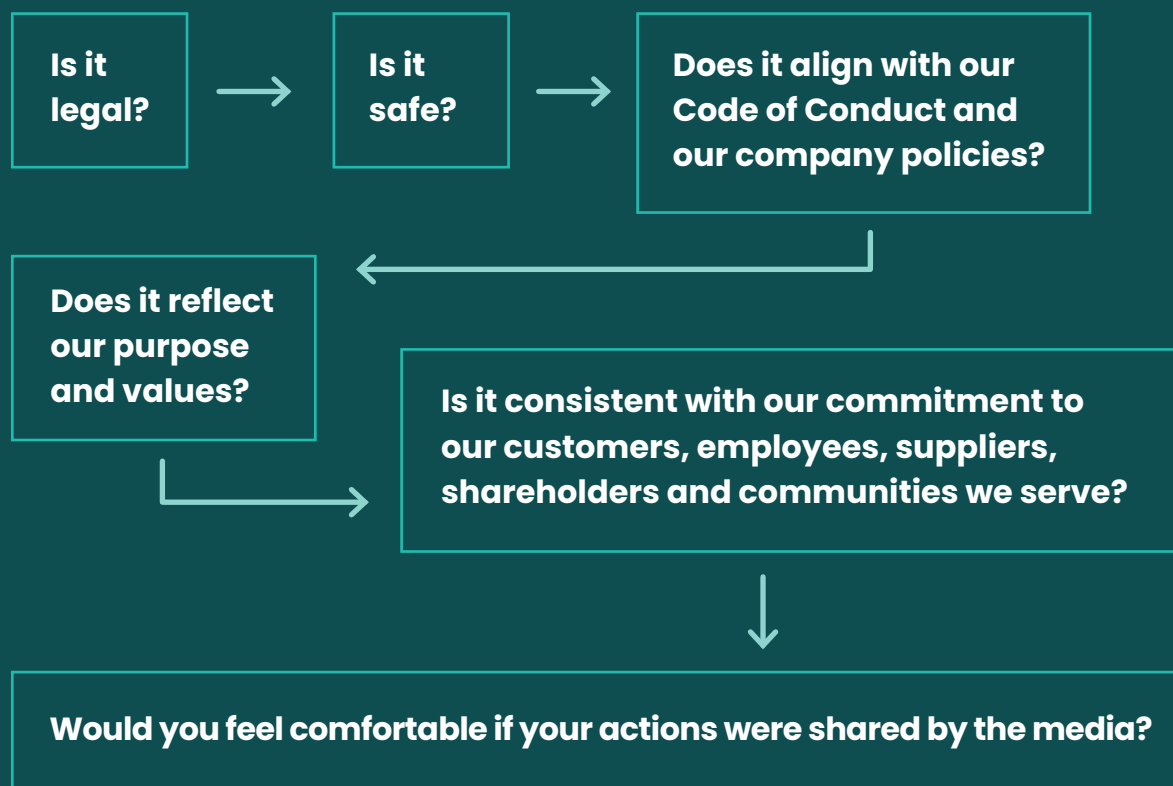 Is it
legal?
Is it
safe?
Does it align with our
Code of Conduct and
our company policies?
Does it reflect
our purpose
and values?
Is it consistent with our commitment to
our customers, employees, suppliers,
shareholders and communities we serve?
Would you feel comfortable if your actions were shared by the media?